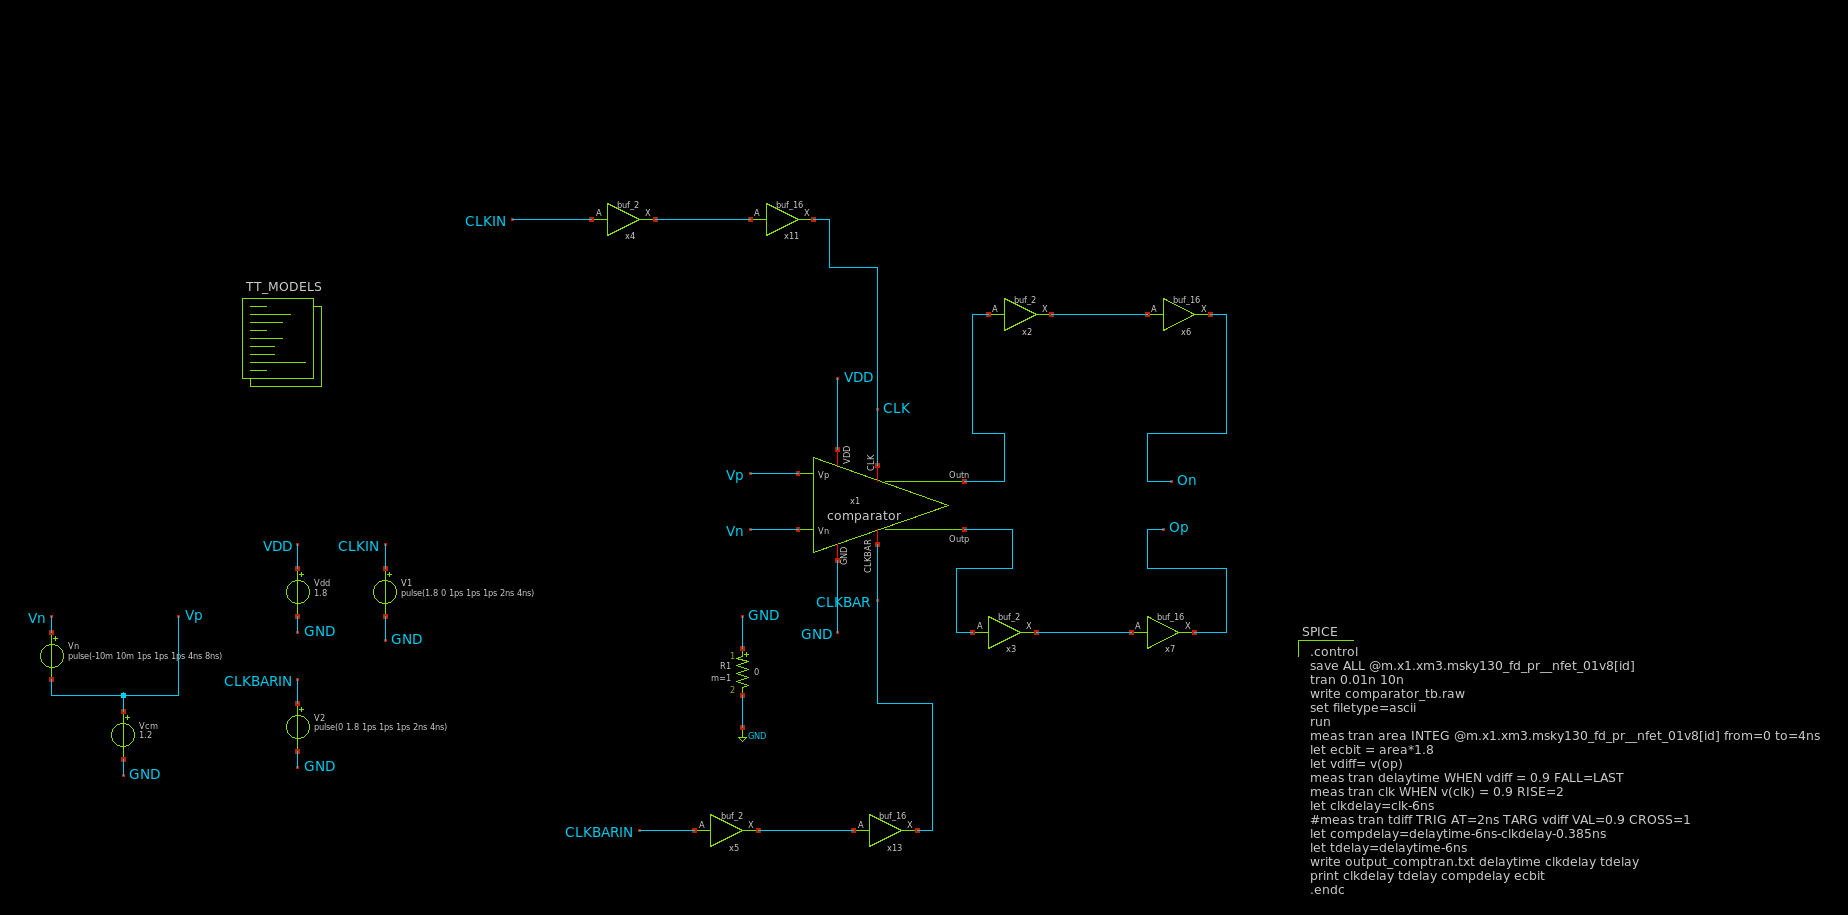 buf_2
buf_16
A
X
A
X
CLKIN
x4
x11
TT_MODELS
buf_2
buf_16
A
X
A
X
x2
x6
VDD
CLK
VDD
CLK
Vp
Vp
Outn
On
x1
comparator
Vn
Vn
Outp
Op
GND
CLKBAR
VDD
CLKIN
Vdd
1.8
V1
pulse(1.8 0 1ps 1ps 1ps 2ns 4ns)
CLKBAR
GND
GND
GND
Vn
Vp
GND
buf_2
buf_16
A
X
A
X
x3
x7
Vn
pulse(-10m 10m 1ps 1ps 1ps 4ns 8ns)
1
R1
0
m=1
2
GND
CLKBARIN
V2
pulse(0 1.8 1ps 1ps 1ps 2ns 4ns)
Vcm
1.2
GND
GND
buf_2
buf_16
A
X
A
X
CLKBARIN
x5
x13
SPICE
.control
save ALL @m.x1.xm3.msky130_fd_pr__nfet_01v8[id]
tran 0.01n 10n
write comparator_tb.raw
set filetype=ascii
run
meas tran area INTEG @m.x1.xm3.msky130_fd_pr__nfet_01v8[id] from=0 to=4ns
let ecbit = area*1.8
let vdiff= v(op)
meas tran delaytime WHEN vdiff = 0.9 FALL=LAST
meas tran clk WHEN v(clk) = 0.9 RISE=2
let clkdelay=clk-6ns
#meas tran tdiff TRIG AT=2ns TARG vdiff VAL=0.9 CROSS=1
let compdelay=delaytime-6ns-clkdelay-0.385ns
let tdelay=delaytime-6ns
write output_comptran.txt delaytime clkdelay tdelay
print clkdelay tdelay compdelay ecbit
.endc